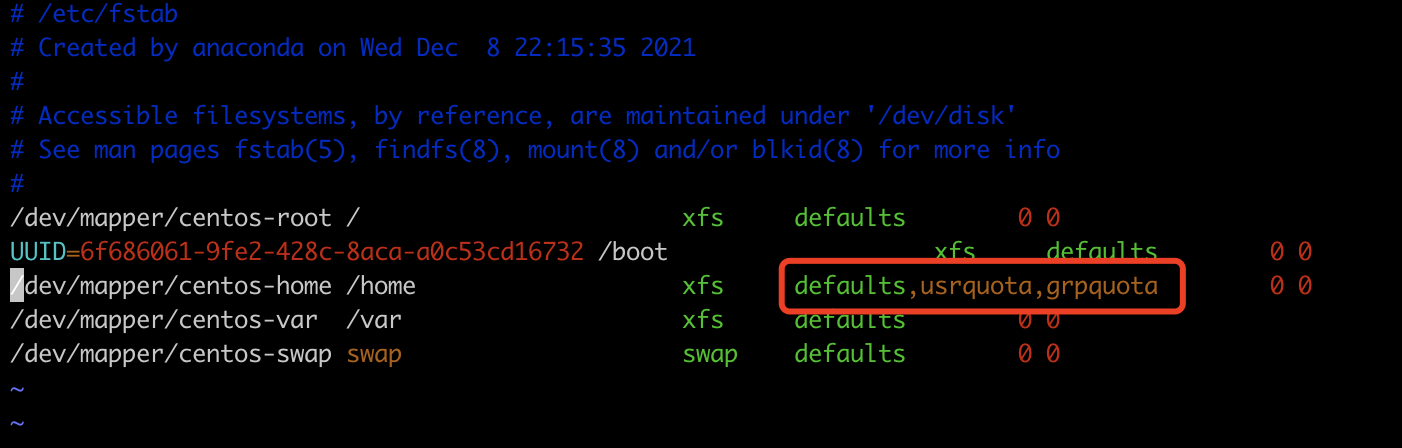 # /etc/fstab
# Created by anaconda on Wed Dec  8 22:15:35 2021
#
# Accessible filesystems, by reference, are maintained under '/dev/disk'
# See man pages fstab(5), findfs(8), mount(8) and/or blkid(8) for more info
#
/dev/mapper/centos-root /                       xfs     defaults        0 0
UUID=6f686061-9fe2-428c-8aca-a0c53cd16732 /boot                   xfs     defaults        0 0
/dev/mapper/centos-home /home                   xfs     defaults,usrquota,grpquota        0 0
/dev/mapper/centos-var  /var                    xfs     defaults        0 0
/dev/mapper/centos-swap swap                    swap    defaults        0 0
~
~